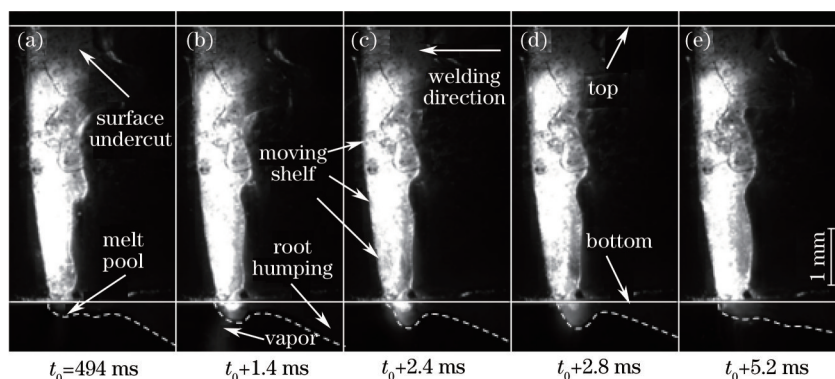 (a)
(b)
(c)
(d)
(e)
surface
undercut
welding
direction
top
moving
shelf
melt
pool
root
humping
bottom
vapor
1 mm
t₀=494 ms
t₀+1.4 ms
t₀+2.4 ms
t₀+2.8 ms
t₀+5.2 ms